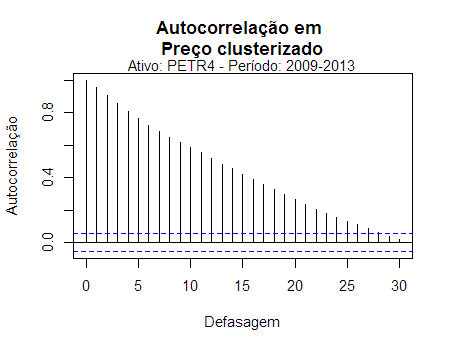 Autocorrelação em
Preço clusterizado
Ativo: PETR4 - Período: 2009-2013
Autocorrelação
0.8
0.4
0.0
0 5 10 15 20 25 30
Defasagem